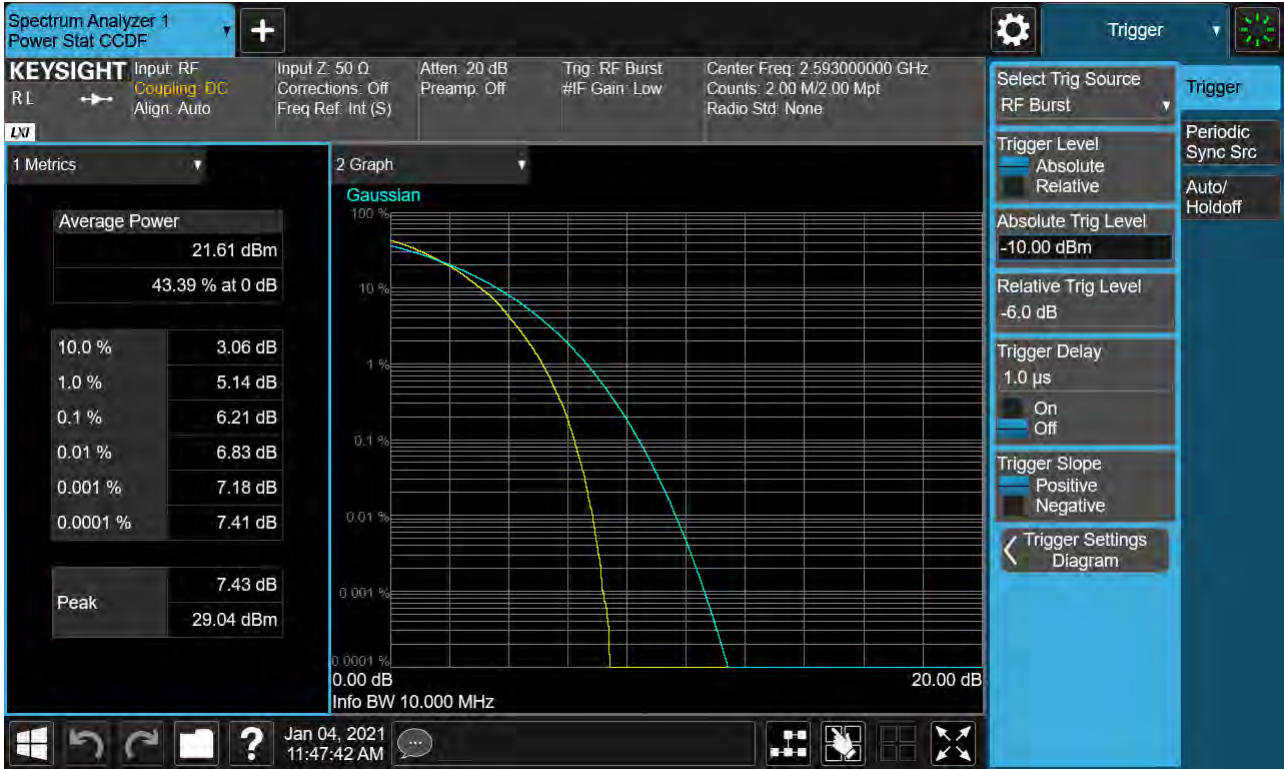 Spectrum Analyzer 1
Power Stat CCDF
+
Trigger
KEYSIGHT
R L
LXI
Input: RF
Coupling: DC
Align: Auto
Input Z: 50 Ω
Corrections: Off
Freq Ref: Int (S)
Atten: 20 dB
Preamp: Off
Trig: RF Burst
#IF Gain: Low
Center Freq: 2.593000000 GHz
Counts: 2.00 M/2.00 Mpt
Radio Std: None
1 Metrics
Average Power
21.61 dBm
43.39 % at 0 dB
10.0 % 3.06 dB
1.0 % 5.14 dB
0.1 % 6.21 dB
0.01 % 6.83 dB
0.001 % 7.18 dB
0.0001 % 7.41 dB
Peak
7.43 dB
29.04 dBm
2 Graph
Gaussian
100 %
10 %
1 %
0.1 %
0.01 %
0.001 %
0.0001 %
0.00 dB 20.00 dB
Info BW 10.000 MHz
Select Trig Source
RF Burst
Trigger Level
Absolute
Relative
Absolute Trig Level
-10.00 dBm
Relative Trig Level
-6.0 dB
Trigger Delay
1.0 µs
On
Off
Trigger Slope
Positive
Negative
Trigger Settings
Diagram
Trigger
Periodic
Sync Src
Auto/
Holdoff
?
Jan 04, 2021
11:47:42 AM